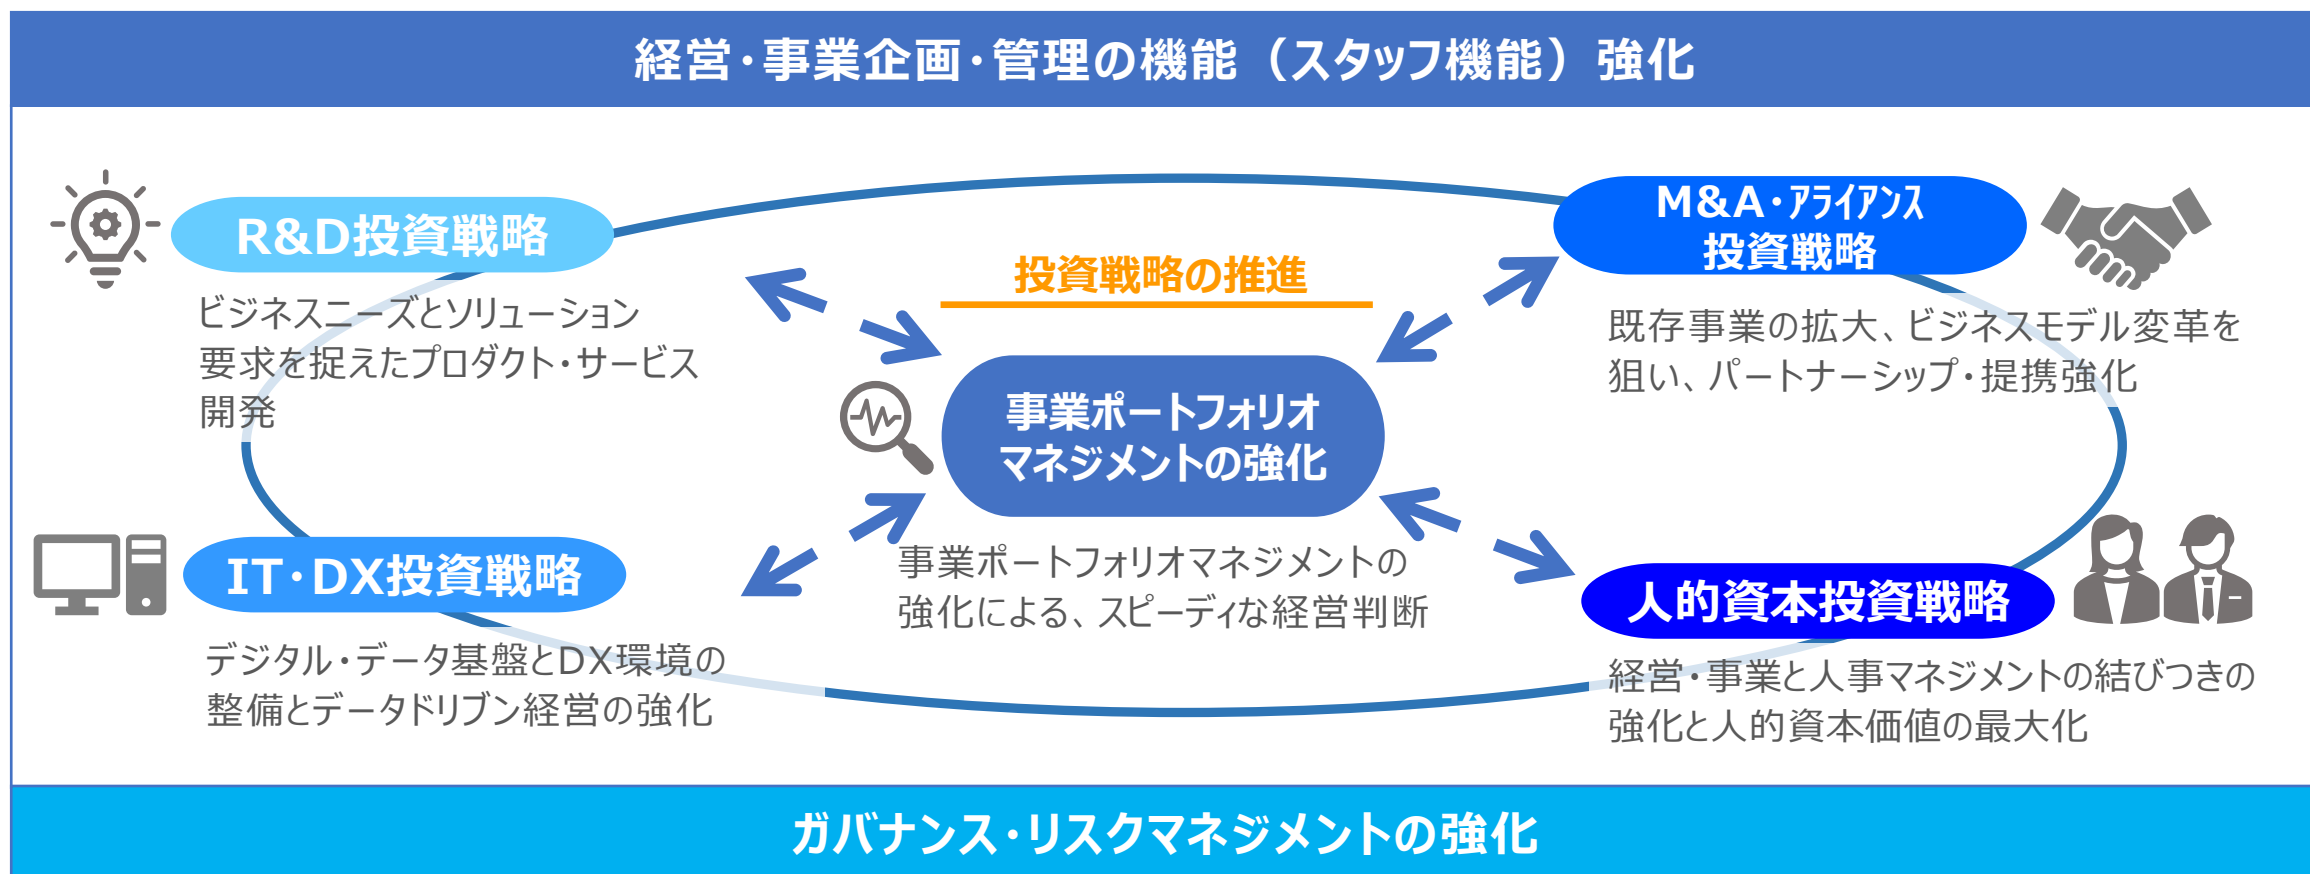 経営・事業企画・管理の機能（スタッフ機能）強化
R&D投資戦略
ビジネスニーズとソリューション
要求を捉えたプロダクト・サービス
開発
投資戦略の推進
M&A・アライアンス
投資戦略
既存事業の拡大、ビジネスモデル変革を
狙い、パートナーシップ・提携強化
事業ポートフォリオ
マネジメントの強化
事業ポートフォリオマネジメントの
強化による、スピーディな経営判断
IT・DX投資戦略
デジタル・データ基盤とDX環境の
整備とデータドリブン経営の強化
人的資本投資戦略
経営・事業と人事マネジメントの結びつきの
強化と人的資本価値の最大化
ガバナンス・リスクマネジメントの強化